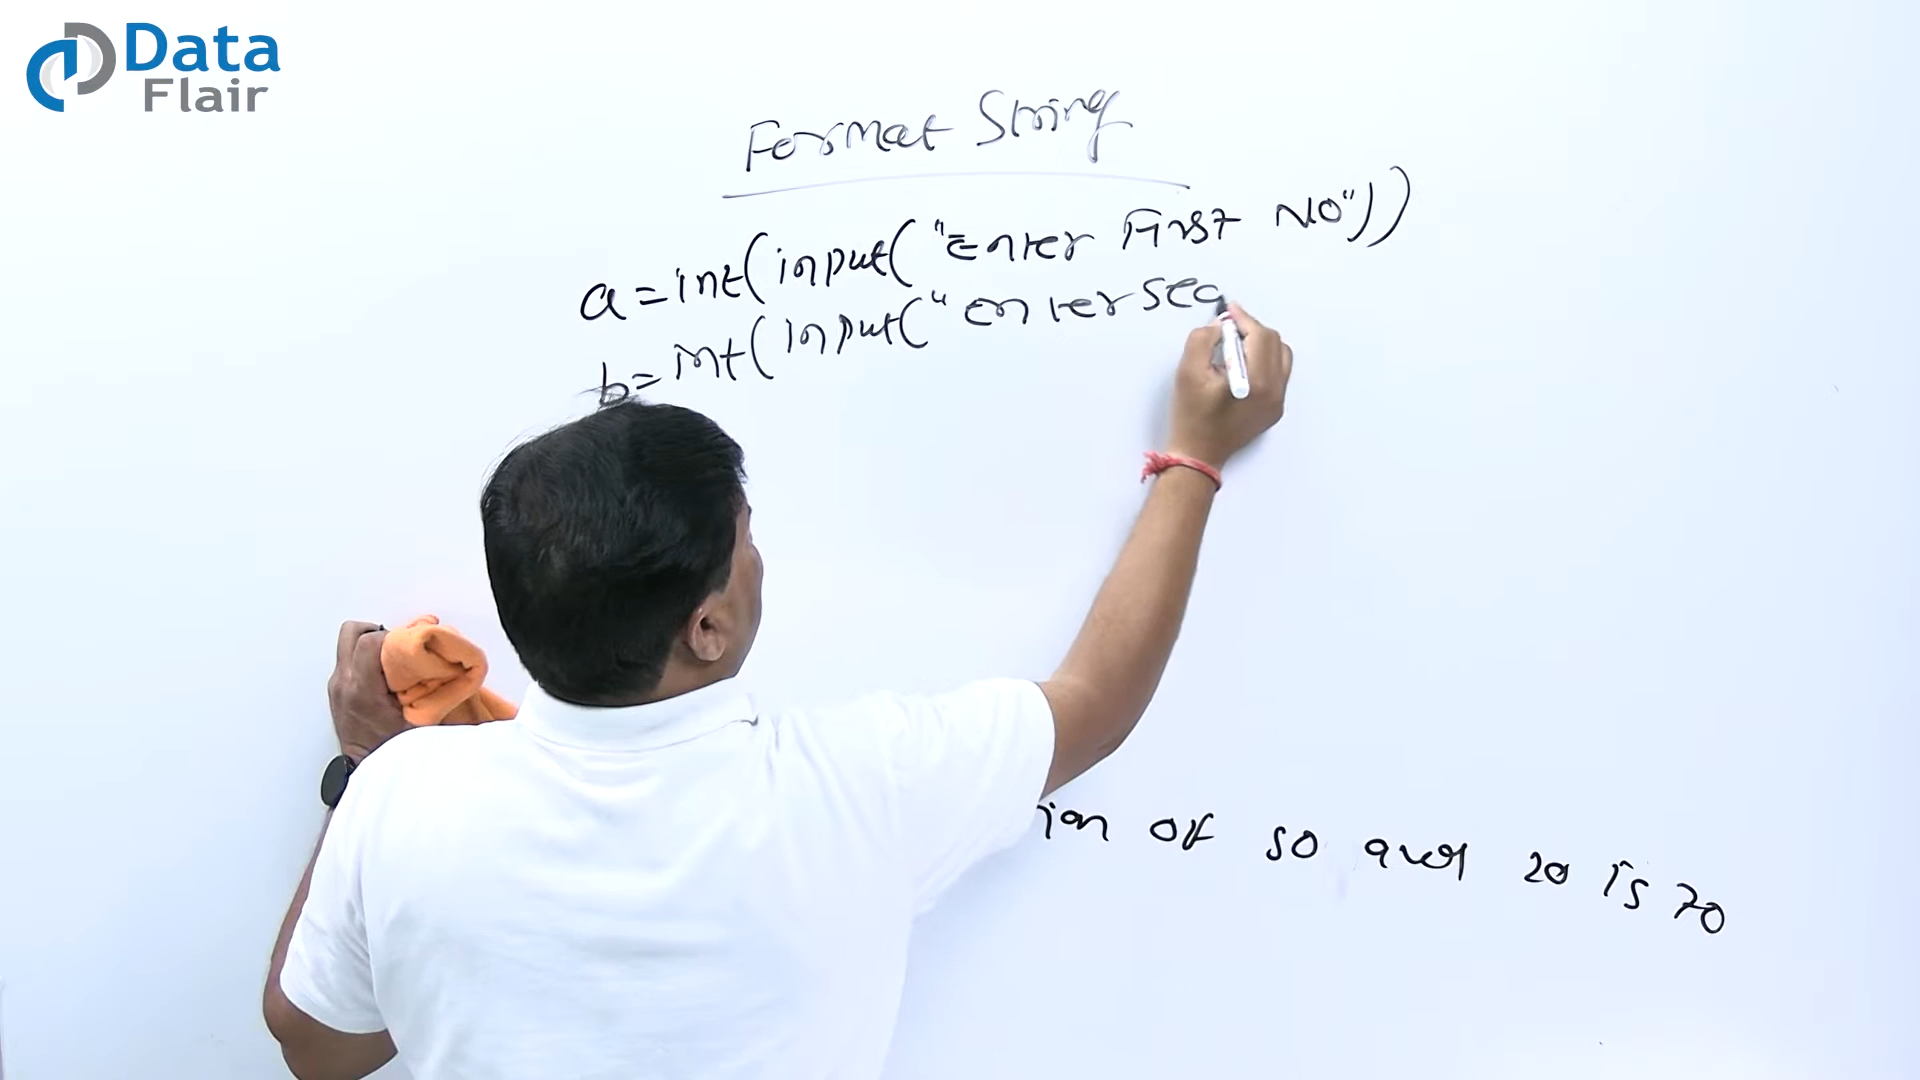 Data
Flair
Format String
a=int(input("Enter First NO"))
b=int(input("enter sec
ion of 50 and 20 is 70